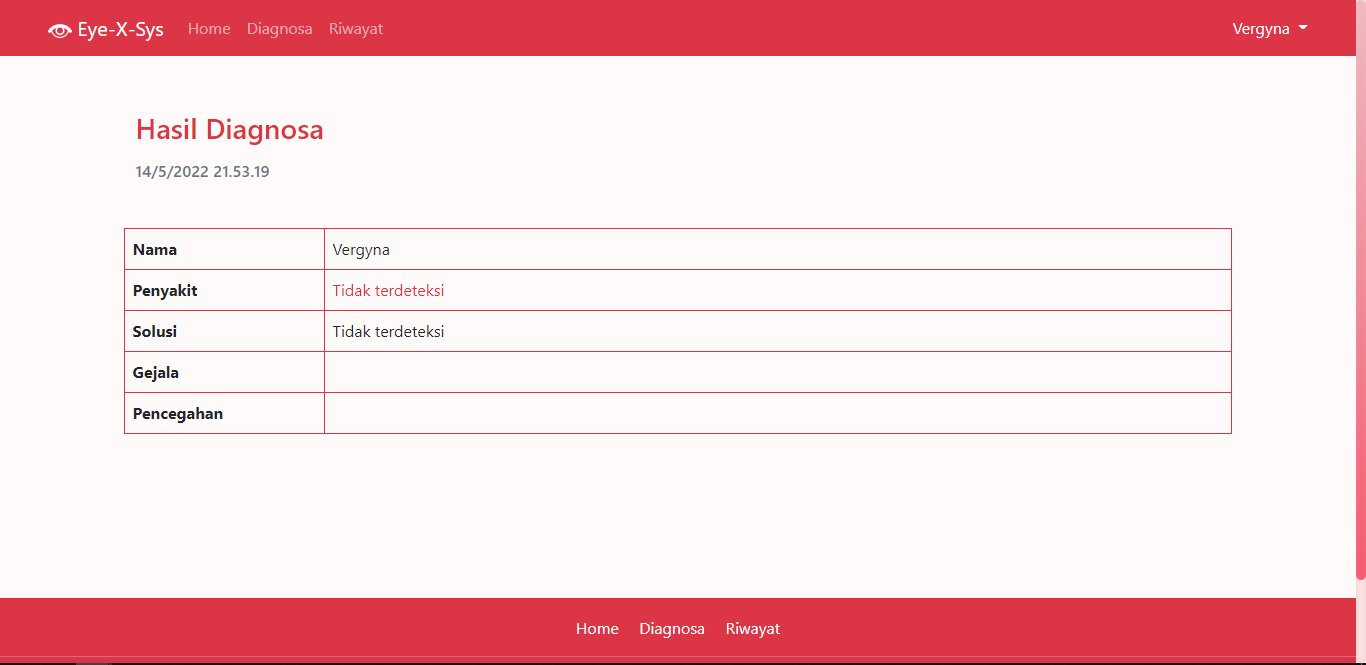 Eye-X-Sys Home Diagnosa Riwayat Vergyna
Hasil Diagnosa
14/5/2022 21.53.19
Nama Vergyna
Penyakit Tidak terdeteksi
Solusi Tidak terdeteksi
Gejala
Pencegahan
Home Diagnosa Riwayat